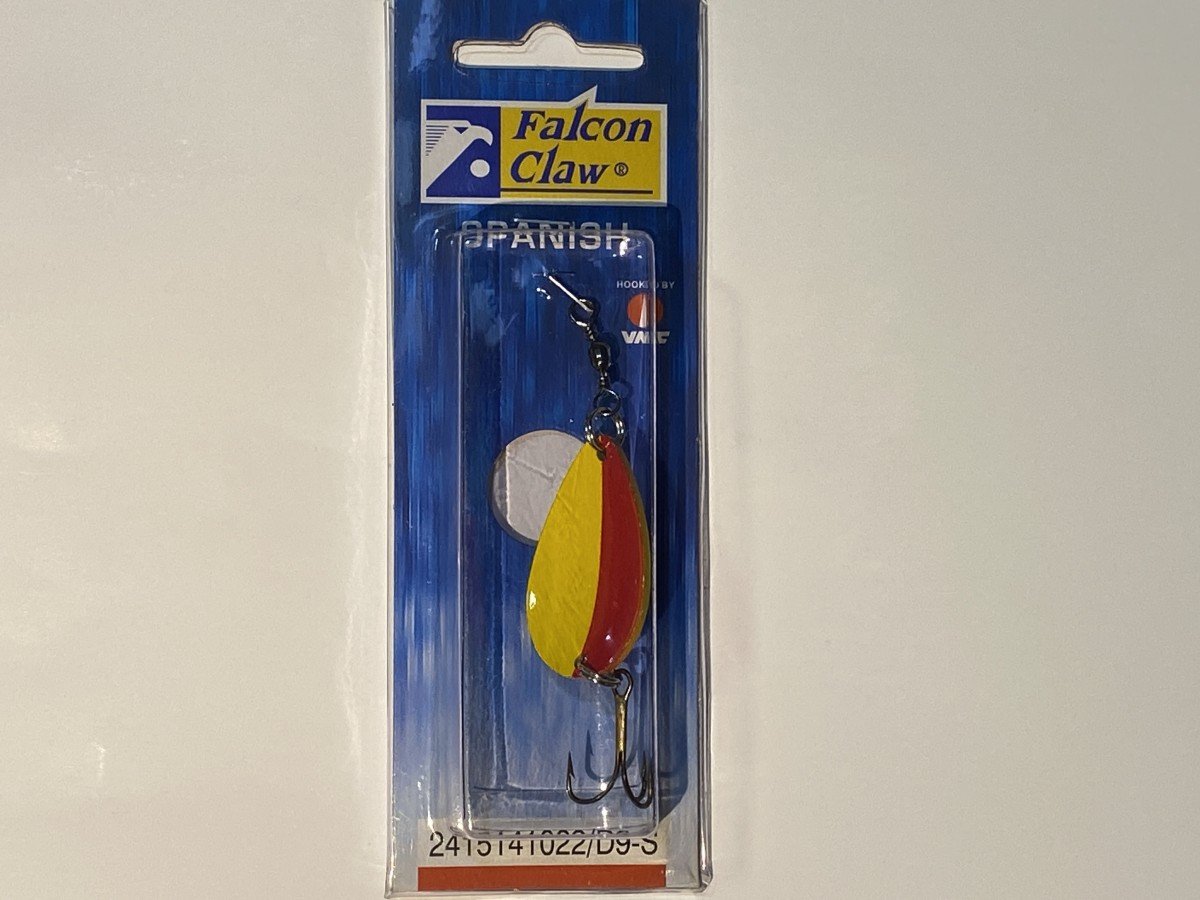 Falcon
Claw®
SPANISH
HOOKED BY
VMC
2415141022/D9-S